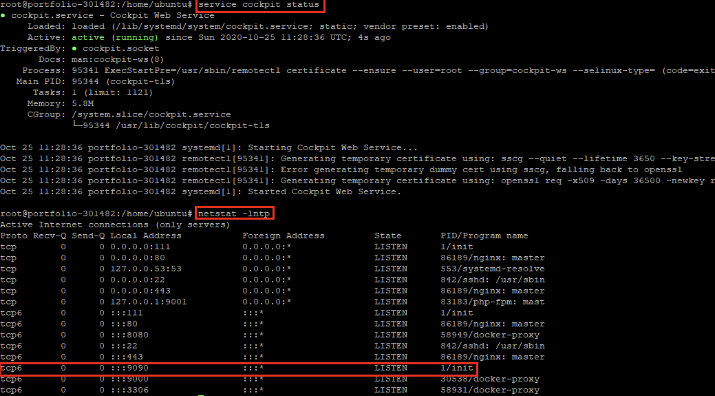 root@portfolio-301482:/home/ubuntu# service cockpit status
● cockpit.service - Cockpit Web Service
Loaded: loaded (/lib/systemd/system/cockpit.service; static; vendor preset: enabled)
Active: active (running) since Sun 2020-10-25 11:28:36 UTC; 4s ago
TriggeredBy: ● cockpit.socket
Docs: man:cockpit-ws(8)
Process: 95341 ExecStartPre=/usr/sbin/remotectl certificate --ensure --user=root --group=cockpit-ws --selinux-type= (code=exit
Main PID: 95344 (cockpit-tls)
Tasks: 1 (limit: 1121)
Memory: 5.8M
CGroup: /system.slice/cockpit.service
└─95344 /usr/lib/cockpit/cockpit-tls
Oct 25 11:28:36 portfolio-301482 systemd[1]: Starting Cockpit Web Service...
Oct 25 11:28:36 portfolio-301482 remotectl[95341]: Generating temporary certificate using: sscg --quiet --lifetime 3650 --key-stre
Oct 25 11:28:36 portfolio-301482 remotectl[95341]: Error generating temporary dummy cert using sscg, falling back to openssl
Oct 25 11:28:36 portfolio-301482 remotectl[95341]: Generating temporary certificate using: openssl req -x509 -days 36500 -newkey r
Oct 25 11:28:36 portfolio-301482 systemd[1]: Started Cockpit Web Service.
root@portfolio-301482:/home/ubuntu# netstat -lntp
Active Internet connections (only servers)
Proto Recv-Q Send-Q Local Address Foreign Address State PID/Program name
tcp 0 0 0.0.0.0:111 0.0.0.0:* LISTEN 1/init
tcp 0 0 0.0.0.0:80 0.0.0.0:* LISTEN 86189/nginx: master
tcp 0 0 127.0.0.53:53 0.0.0.0:* LISTEN 553/systemd-resolve
tcp 0 0 0.0.0.0:22 0.0.0.0:* LISTEN 842/sshd: /usr/sbin
tcp 0 0 0.0.0.0:443 0.0.0.0:* LISTEN 86189/nginx: master
tcp 0 0 127.0.0.1:9001 0.0.0.0:* LISTEN 83183/php-fpm: mast
tcp6 0 0 :::111 :::* LISTEN 1/init
tcp6 0 0 :::80 :::* LISTEN 86189/nginx: master
tcp6 0 0 :::8080 :::* LISTEN 58949/docker-proxy
tcp6 0 0 :::22 :::* LISTEN 842/sshd: /usr/sbin
tcp6 0 0 :::443 :::* LISTEN 86189/nginx: master
tcp6 0 0 :::9090 :::* LISTEN 1/init
tcp6 0 0 :::9000 :::* LISTEN 30538/docker-proxy
tcp6 0 0 :::3306 :::* LISTEN 58931/docker-proxy